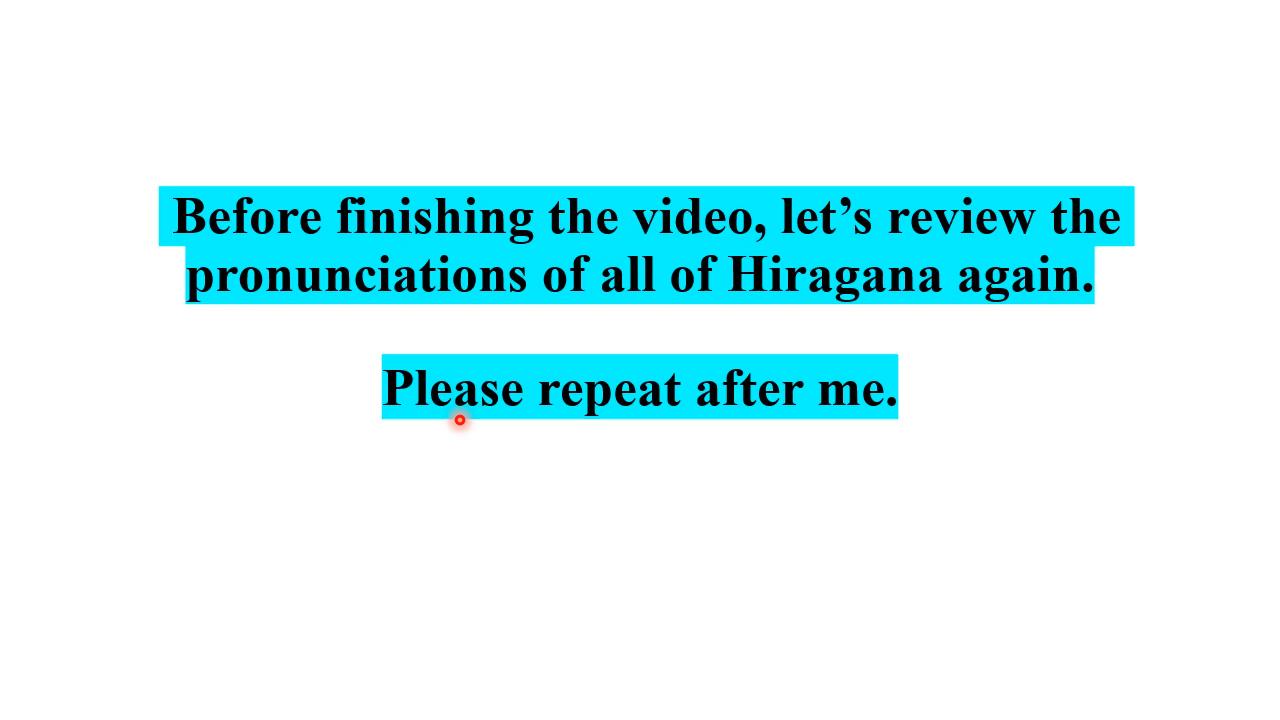 Before finishing the video, let’s review the
pronunciations of all of Hiragana again.
Please repeat after me.